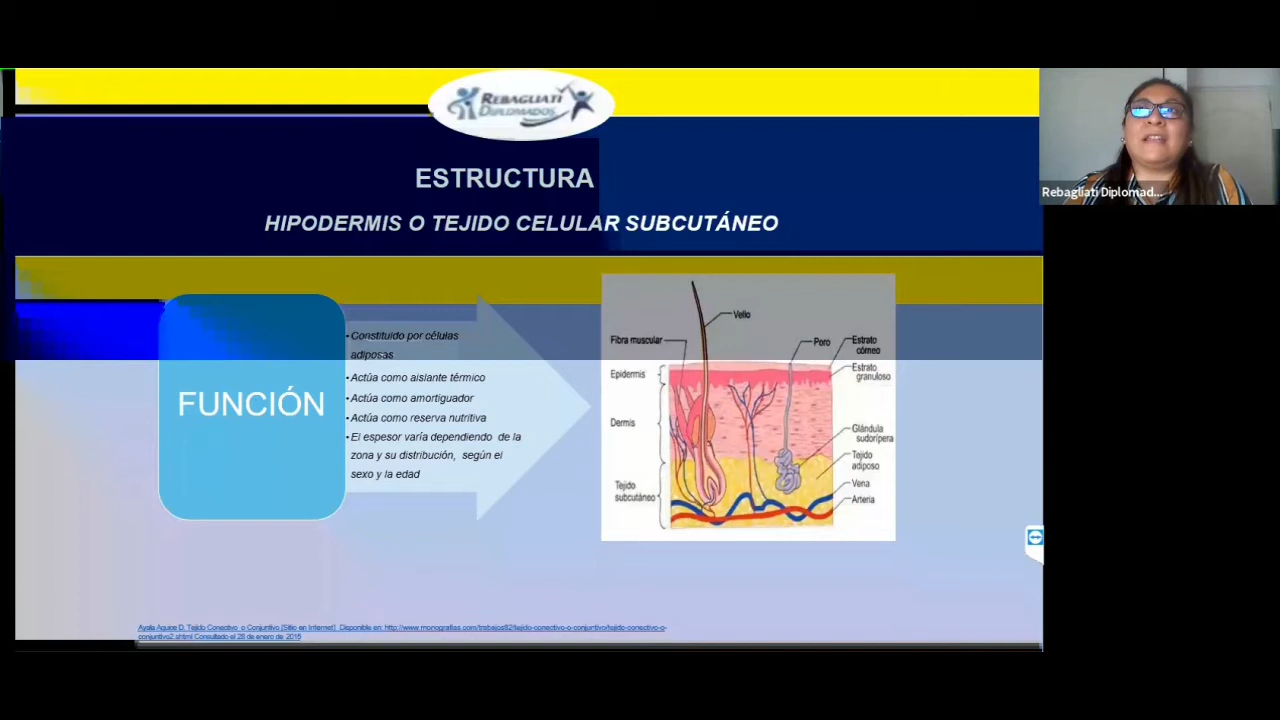 REBAGLIATI
DIPLOMADOS
ESTRUCTURA
HIPODERMIS O TEJIDO CELULAR SUBCUTÁNEO
Rebagliati Diplomad...
FUNCIÓN
•Constituido por células
adiposas
•Actúa como aislante térmico
•Actúa como amortiguador
•Actúa como reserva nutritiva
•El espesor varía dependiendo de la
zona y su distribución, según el
sexo y la edad
Vello
Fibra muscular
Poro
Estrato
córneo
Epidermis
Estrato
granuloso
Dermis
Glándula
sudorípera
Tejido
adiposo
Tejido
subcutáneo
Vena
Arteria
Ayala Aquise D. Tejido Conectivo o Conjuntivo [Sitio en Internet] Disponible en: http://www.monografias.com/trabajos82/tejido-conectivo-o-conjuntivo/tejido-conectivo-o-
conjuntivo2.shtml Consultado el 28 de enero de 2015